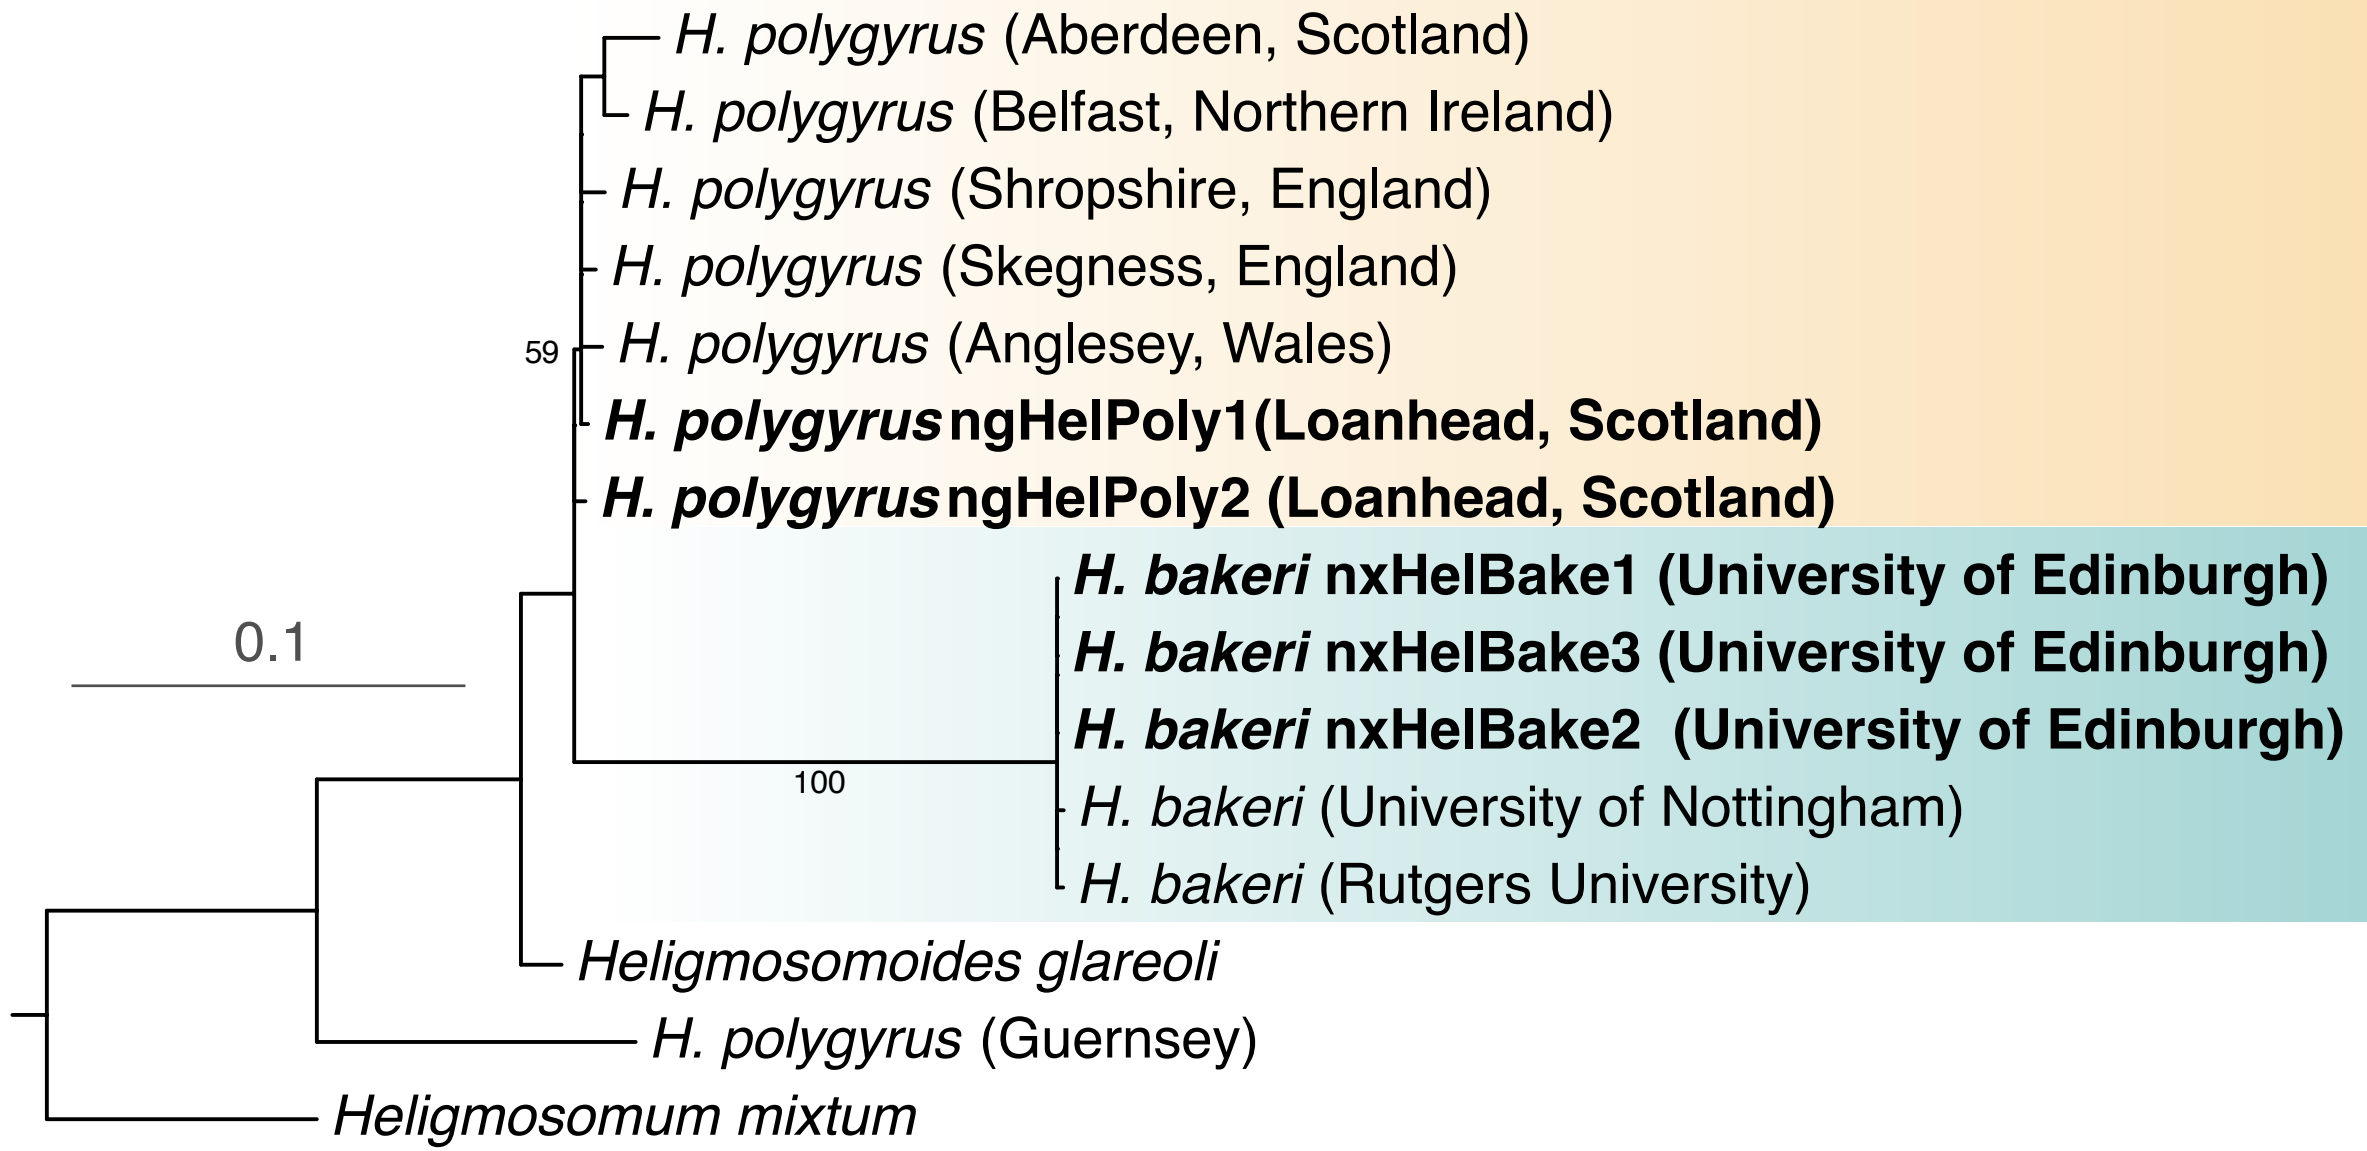 H. polygyrus (Aberdeen, Scotland)
H. polygyrus (Belfast, Northern Ireland)
H. polygyrus (Shropshire, England)
H. polygyrus (Skegness, England)
59
H. polygyrus (Anglesey, Wales)
H. polygyrus ngHelPoly1(Loanhead, Scotland)
H. polygyrus ngHelPoly2 (Loanhead, Scotland)
H. bakeri nxHelBake1 (University of Edinburgh)
0.1
H. bakeri nxHelBake3 (University of Edinburgh)
H. bakeri nxHelBake2 (University of Edinburgh)
100
H. bakeri (University of Nottingham)
H. bakeri (Rutgers University)
Heligmosomoides glareoli
H. polygyrus (Guernsey)
Heligmosomum mixtum